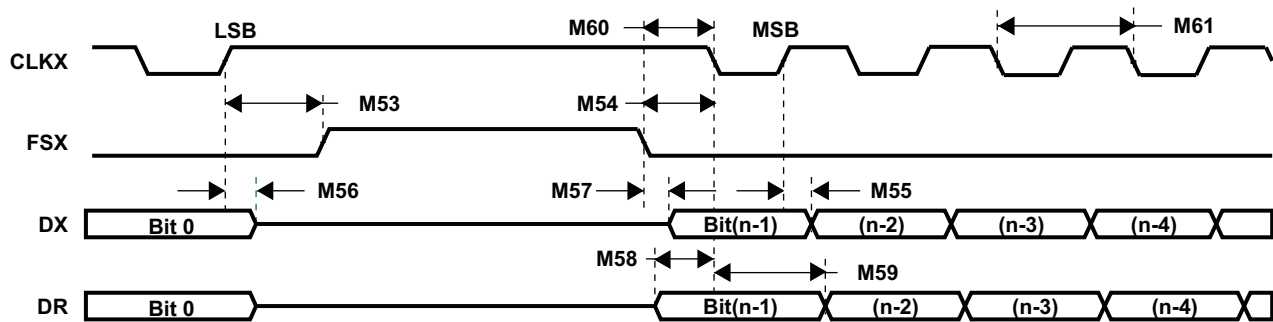 LSB M60 MSB M61
CLKX
M53 M54
FSX
M56 M57 M55
DX Bit 0 Bit(n-1) (n-2) (n-3) (n-4)
M58 M59
DR Bit 0 Bit(n-1) (n-2) (n-3) (n-4)